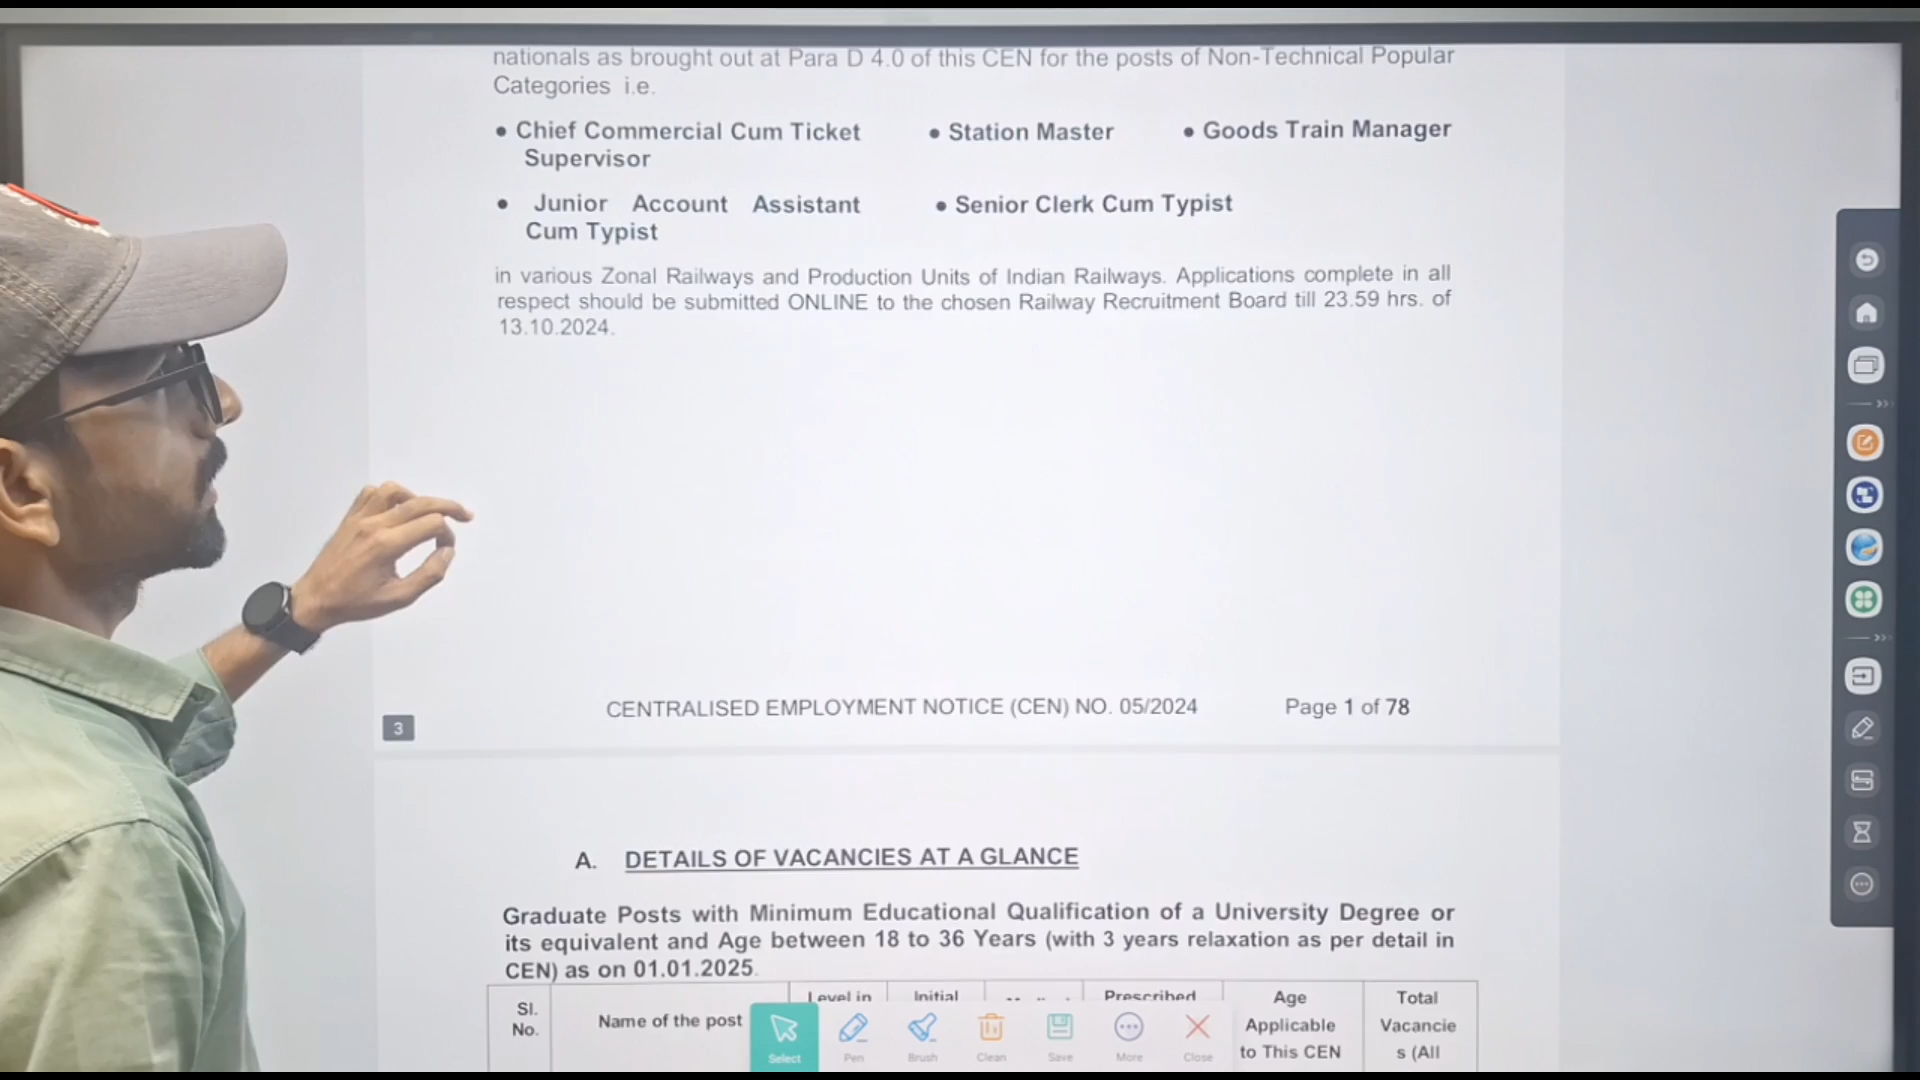 nationals as brought out at Para D 4.0 of this CEN for the posts of Non-Technical Popular
Categories i.e.
• Chief Commercial Cum Ticket Supervisor
• Station Master
• Goods Train Manager
• Junior Account Assistant Cum Typist
• Senior Clerk Cum Typist
in various Zonal Railways and Production Units of Indian Railways. Applications complete in all
respect should be submitted ONLINE to the chosen Railway Recruitment Board till 23.59 hrs. of
13.10.2024.
CENTRALISED EMPLOYMENT NOTICE (CEN) NO. 05/2024 Page 1 of 78
3
A. DETAILS OF VACANCIES AT A GLANCE
Graduate Posts with Minimum Educational Qualification of a University Degree or
its equivalent and Age between 18 to 36 Years (with 3 years relaxation as per detail in
CEN) as on 01.01.2025.
Sl.
No.
Name of the post
Level in
Initial
Prescribed
Age
Applicable
to This CEN
Total
Vacancie
s (All
Select Pen Brush Clean Save More Close